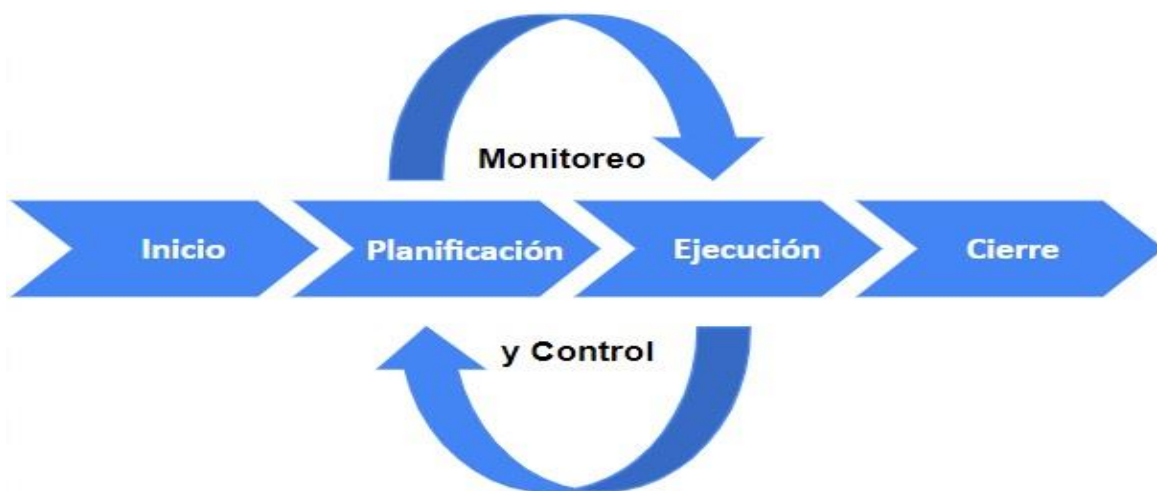 Monitoreo
Inicio
Planificación
Ejecución
Cierre
y Control